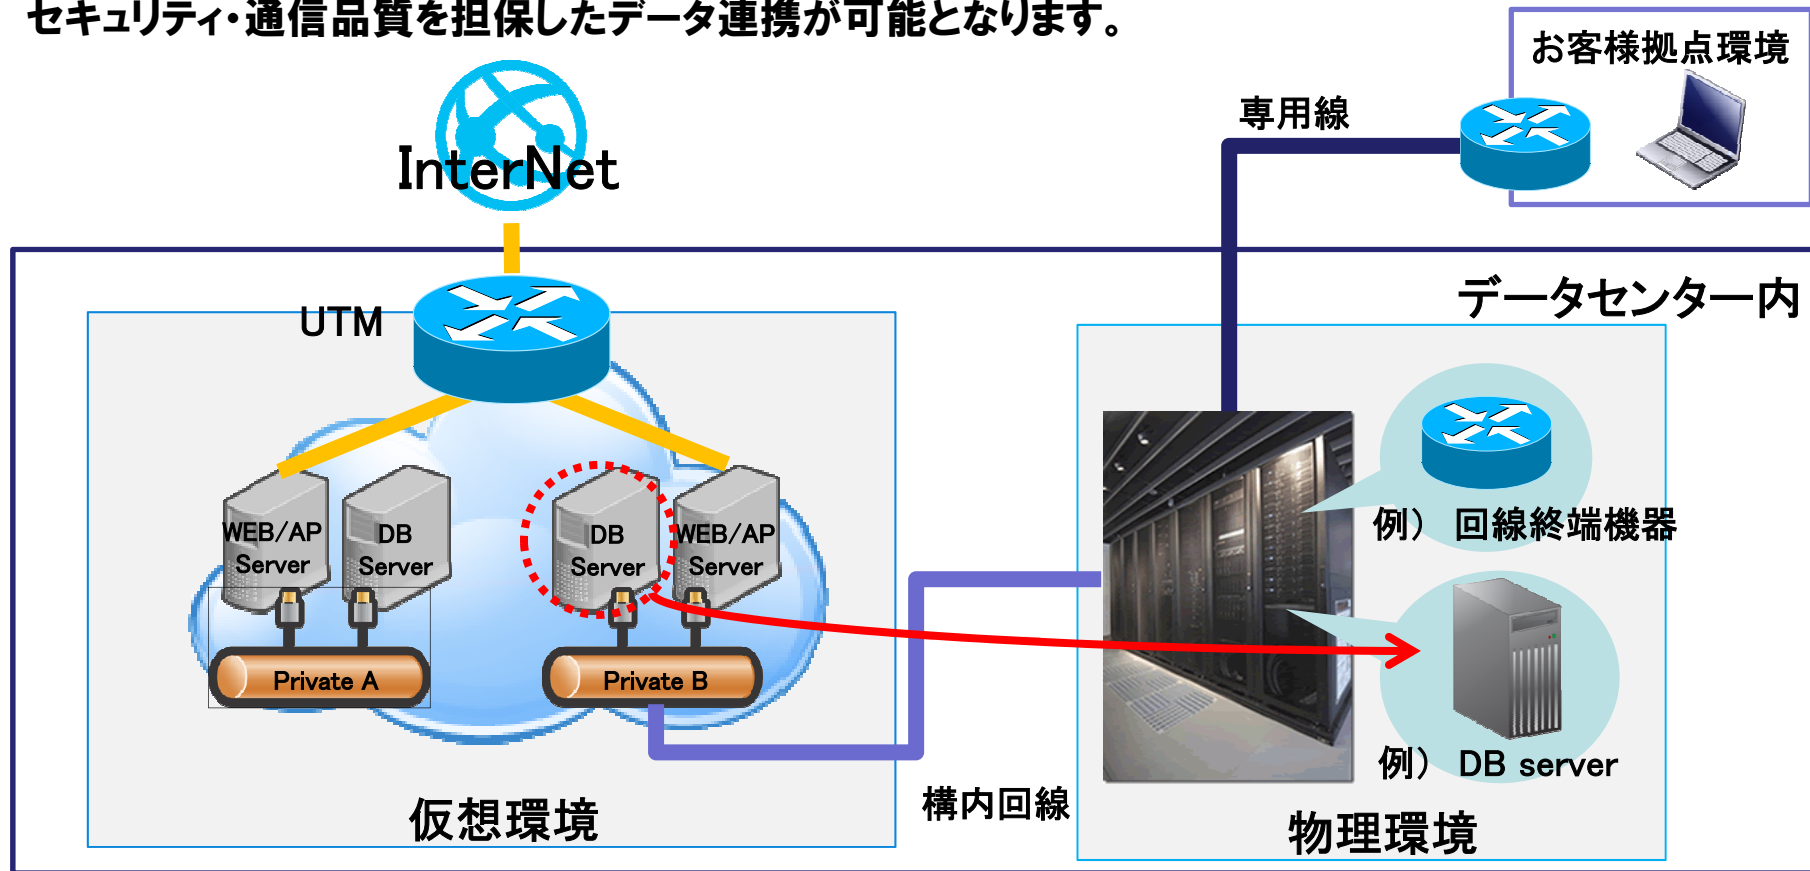 セキュリティ・通信品質を担保したデータ連携が可能となります。
お客様拠点環境
専用線
InterNet
データセンター内
UTM
WEB/AP
Server
DB
Server
DB
Server
WEB/AP
Server
例） 回線終端機器
Private A
Private B
例） DB server
構内回線
仮想環境
物理環境